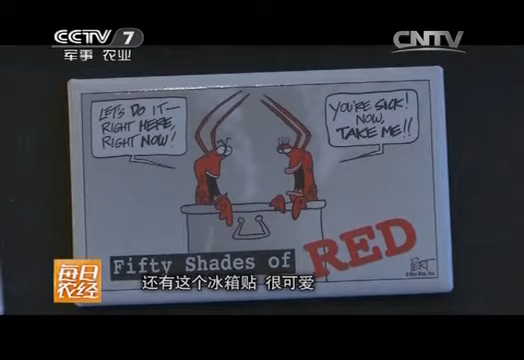 CCTV 7
军事 农业
CNTV
LET'S DO IT—
RIGHT HERE,
RIGHT NOW!
YOU'RE SICK!
NOW,
TAKE ME!!
Fifty Shades of
RED
每日
农经
还有这个冰箱贴 很可爱